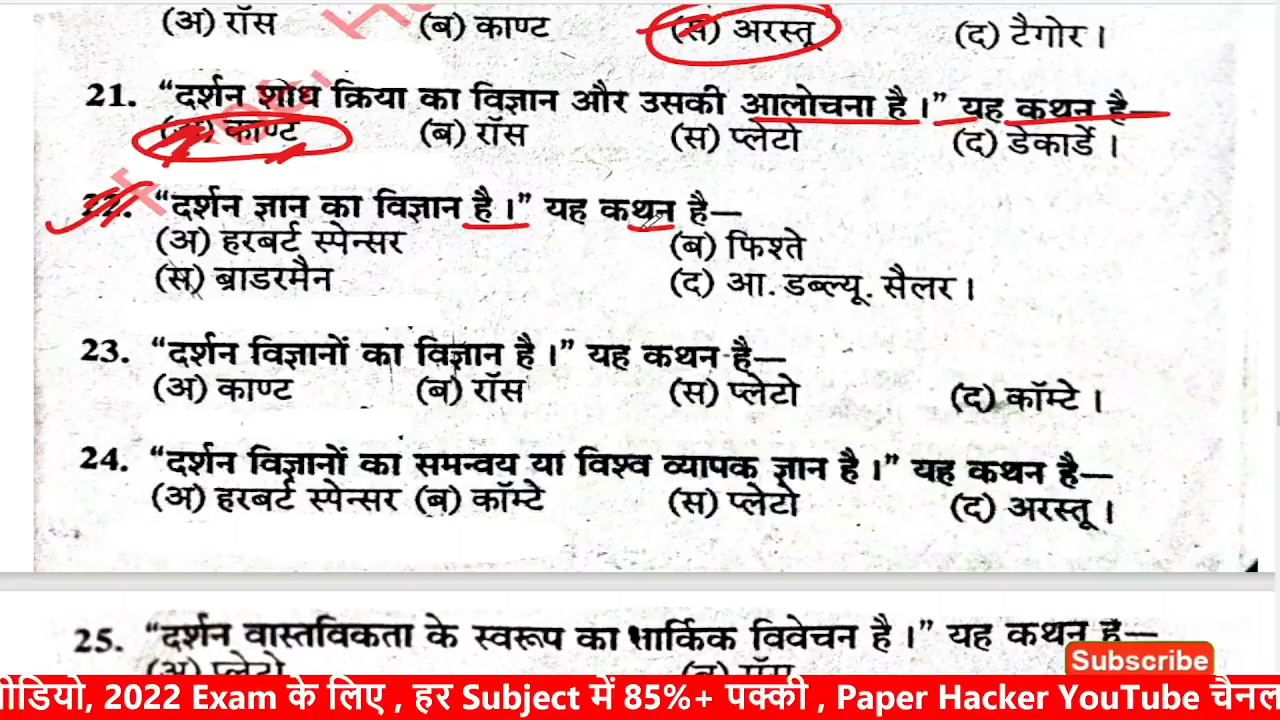 (अ) रॉस (ब) काण्ट (स) अरस्तू (द) टैगोर ।
21. “दर्शन शोध क्रिया का विज्ञान और उसकी आलोचना है ।” यह कथन है—
(अ) काण्ट (ब) रॉस (स) प्लेटो (द) डेकार्डे ।
22. “दर्शन ज्ञान का विज्ञान है ।” यह कथन है—
(अ) हरबर्ट स्पेन्सर (ब) फिश्ते
(स) ब्राडरमैन (द) आ. डब्ल्यू. सैलर ।
23. “दर्शन विज्ञानों का विज्ञान है ।” यह कथन है—
(अ) काण्ट (ब) रॉस (स) प्लेटो (द) कॉम्टे ।
24. “दर्शन विज्ञानों का समन्वय या विश्व व्यापक ज्ञान है ।” यह कथन है—
(अ) हरबर्ट स्पेन्सर (ब) कॉम्टे (स) प्लेटो (द) अरस्तू ।
25. “दर्शन वास्तविकता के स्वरूप का तार्किक विवेचन है ।” यह कथन है—
(अ) प्लेटो (ब) रॉस
Subscribe
2022 Exam के लिए , हर Subject में 85%+ पक्की , Paper Hacker YouTube चैनल